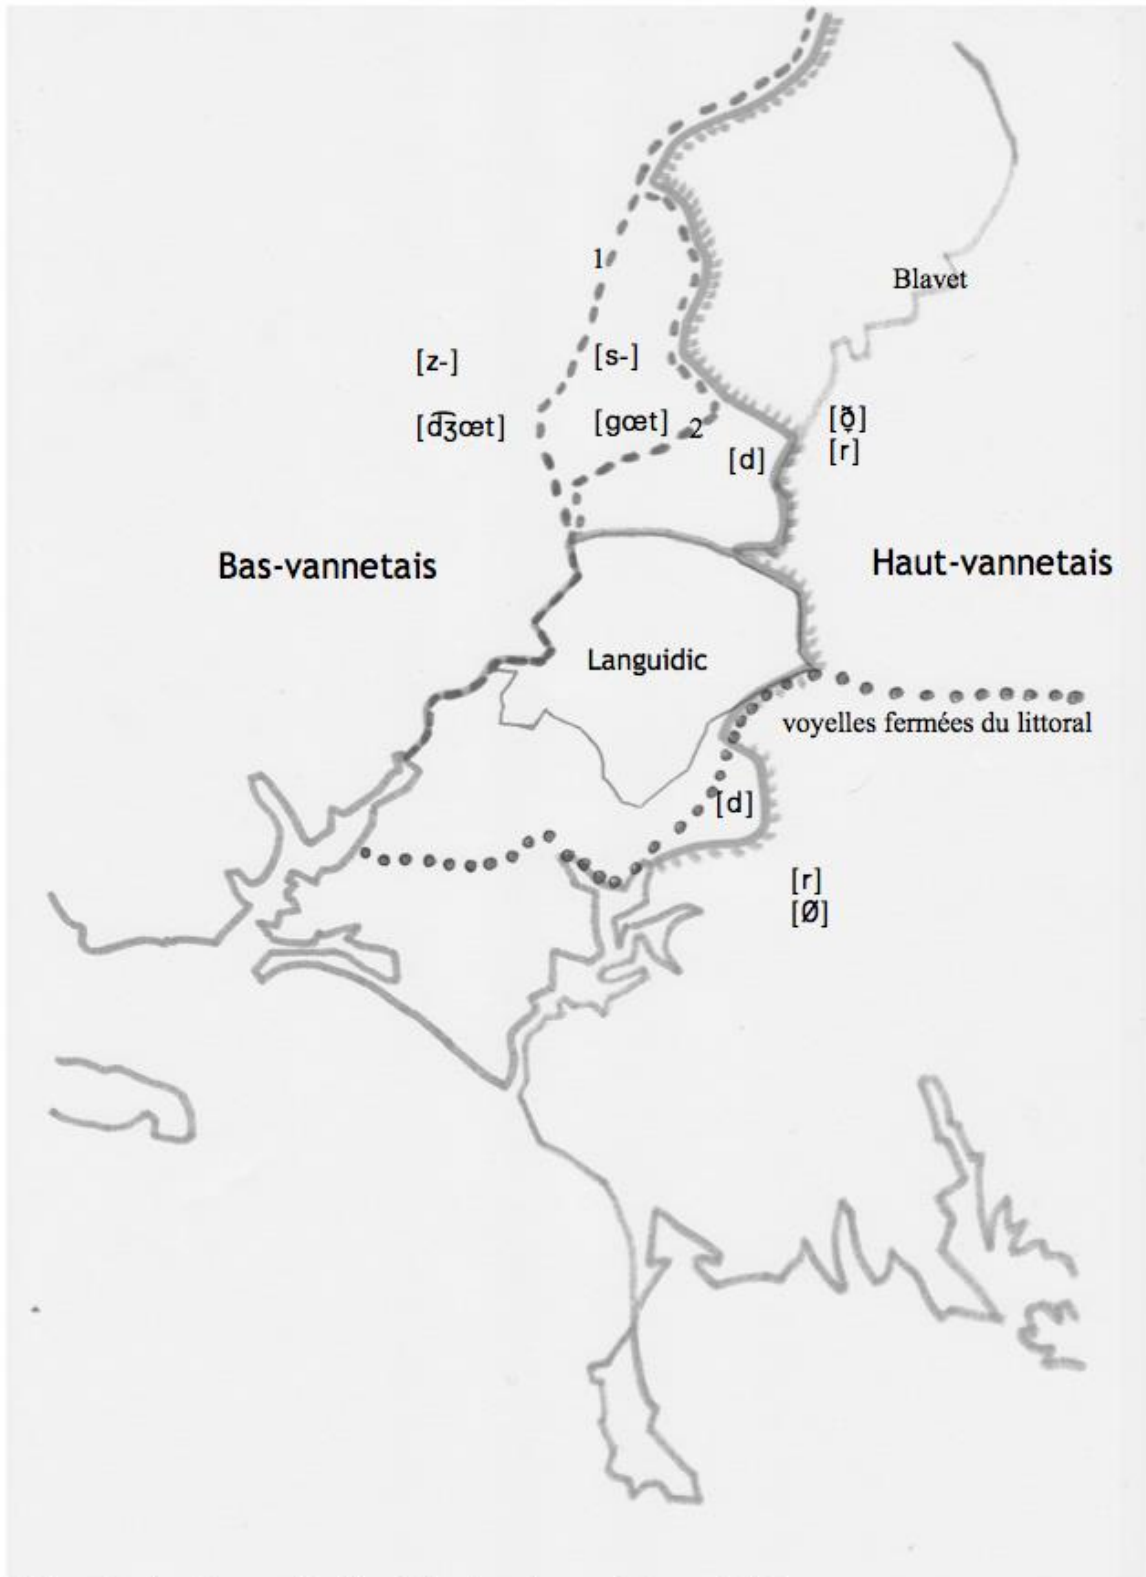 1
Blavet
[z-]
[s-]
[d͡ʒœt]
[gœt]
2
[ð̞̆]
[r]
[d]
Bas-vannetais
Haut-vannetais
Languidic
voyelles fermées du littoral
[d]
[r]
[Ø]